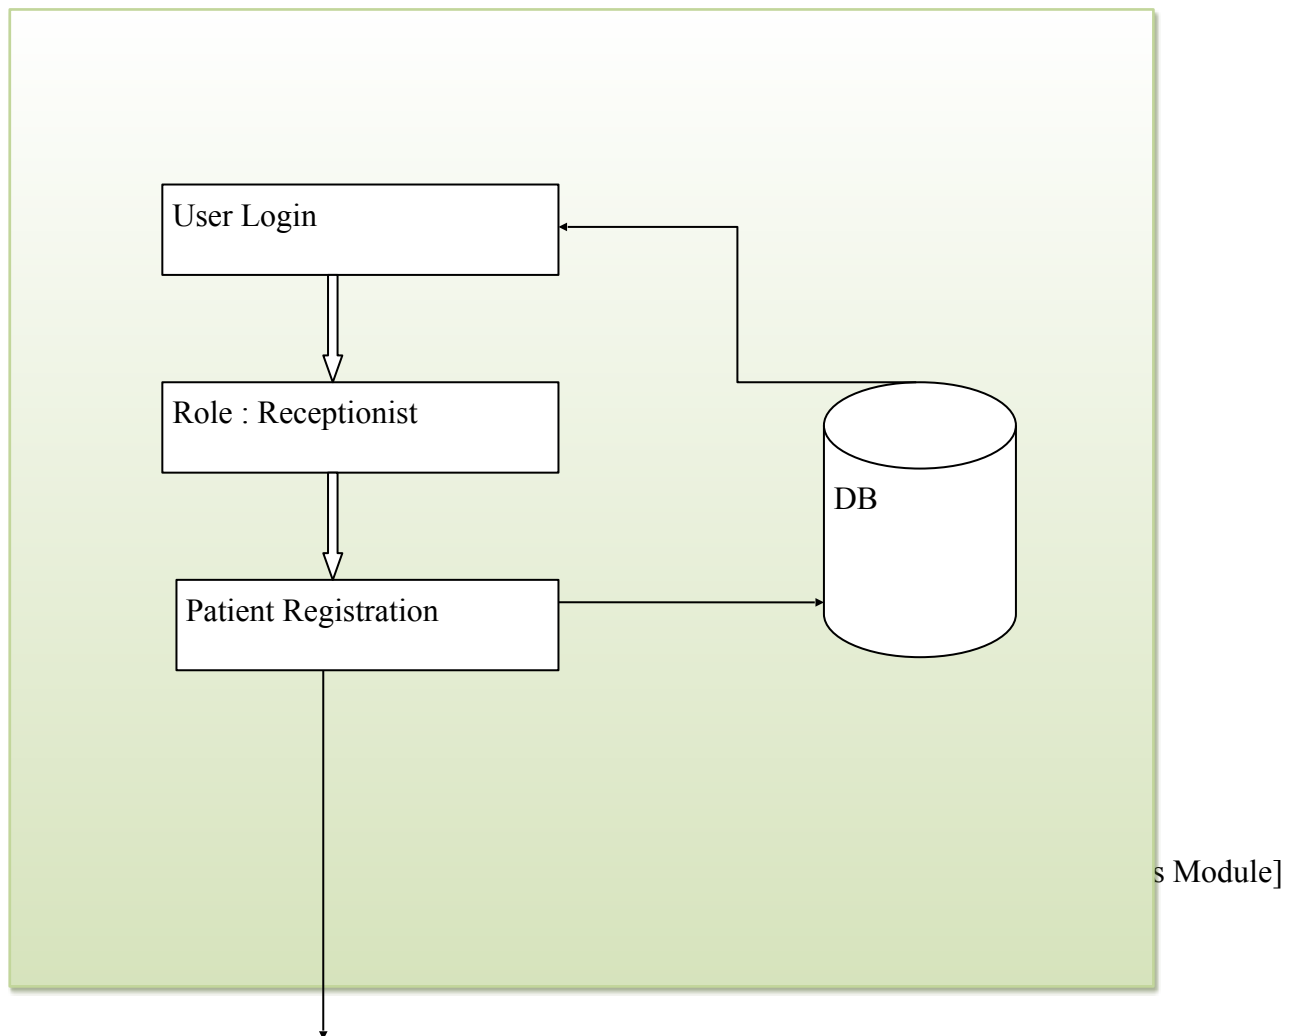 User Login
Role : Receptionist
DB
Patient Registration
s Module]